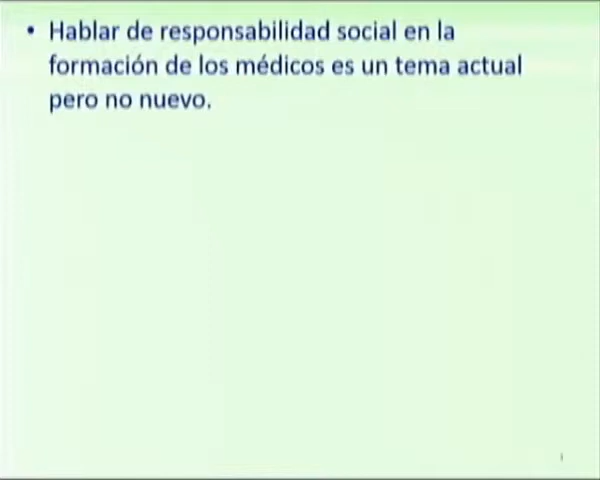 • Hablar de responsabilidad social en la
formación de los médicos es un tema actual
pero no nuevo.